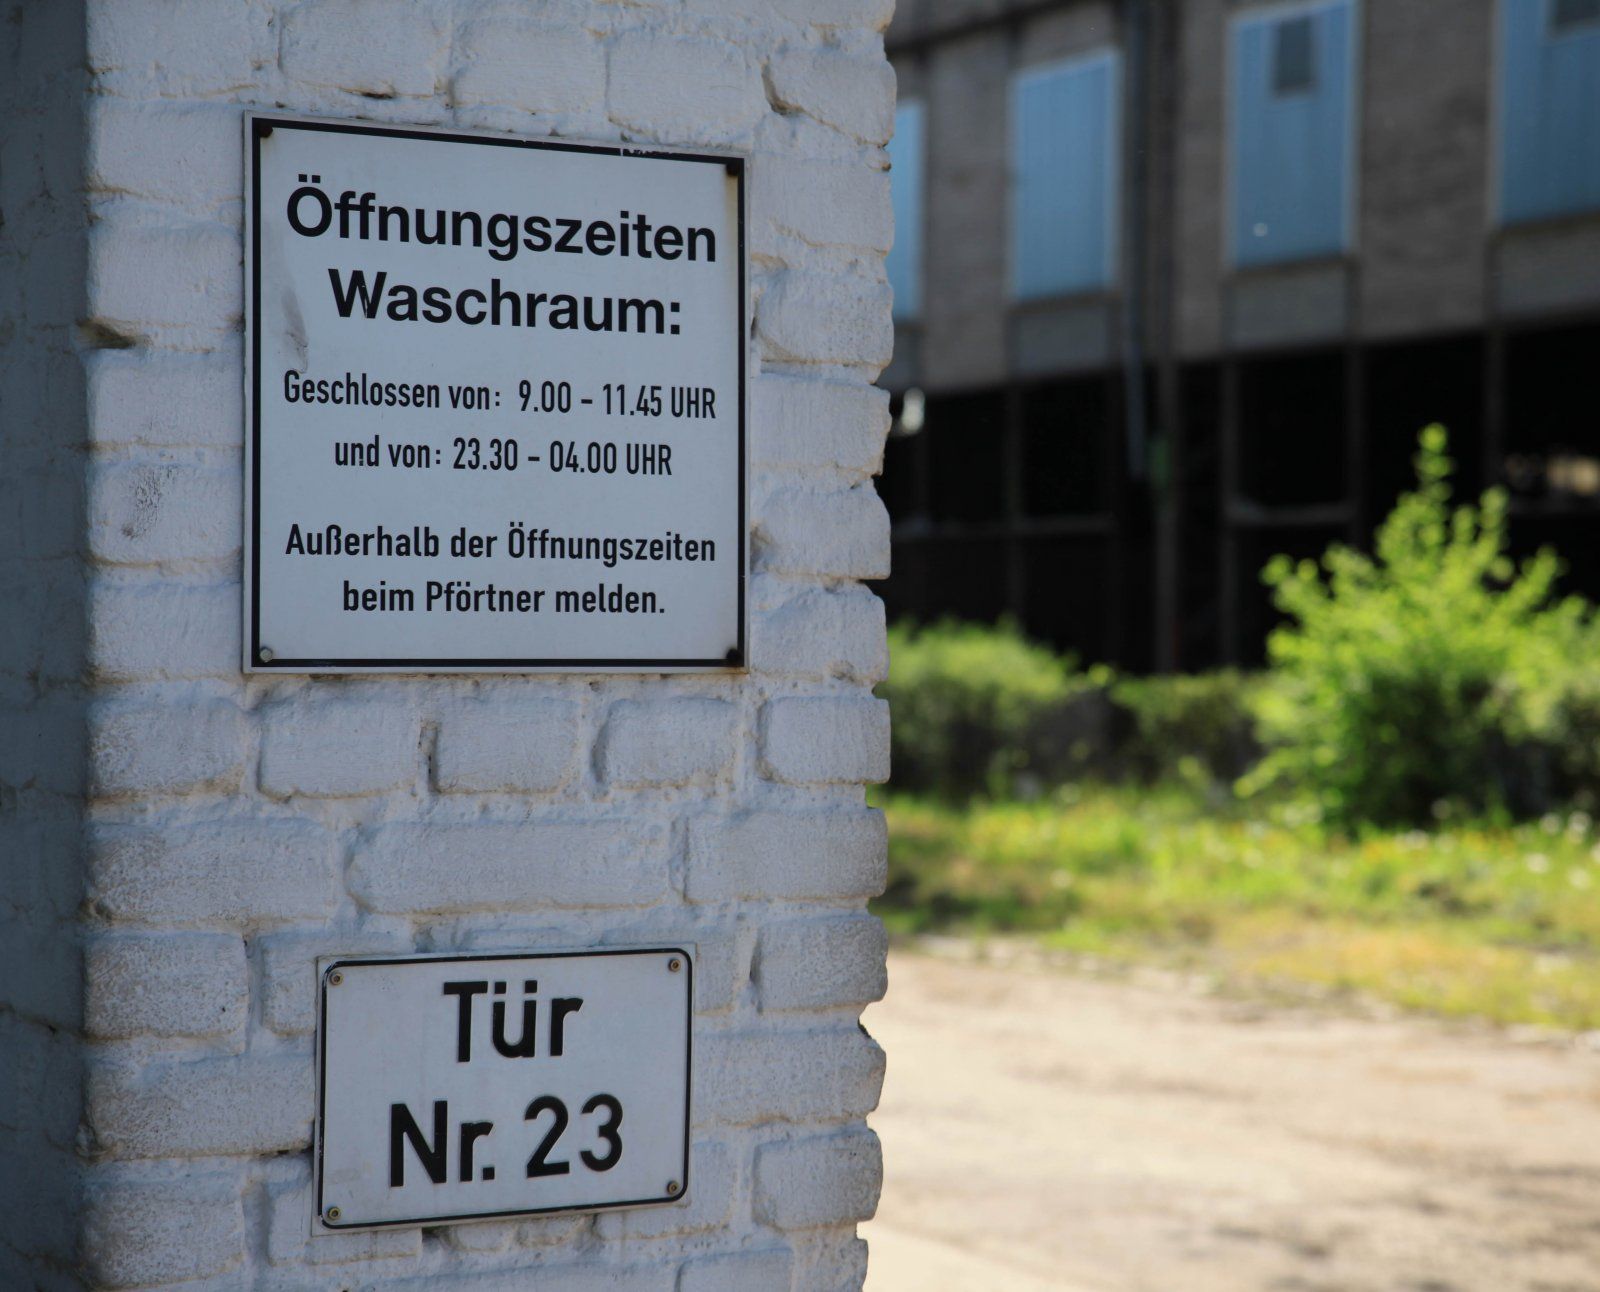 Öffnungszeiten
Waschraum:
Geschlossen von: 9.00 - 11.45 UHR
und von: 23.30 - 04.00 UHR
Außerhalb der Öffnungszeiten
beim Pförtner melden.
Tür
Nr. 23